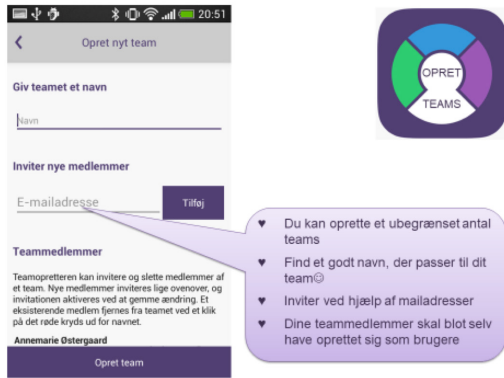 20:51
Opret nyt team
Giv teamet et navn
Navn
Inviter nye medlemmer
E-mailadresse
Tilføj
Teammedlemmer
Teamopretteren kan invitere og slette medlemmer af
et team. Nye medlemmer inviteres lige ovenover, og
invitationen aktiveres ved at gemme ændring. Et
eksisterende medlem fjernes fra teamet ved et klik
på det røde kryds ud for navnet.
Annemarie Østergaard
Opret team
OPRET
TEAMS
♥ Du kan oprette et ubegrænset antal
teams
♥ Find et godt navn, der passer til dit
team☺
♥ Inviter ved hjælp af mailadresser
♥ Dine teammedlemmer skal blot selv
have oprettet sig som brugere